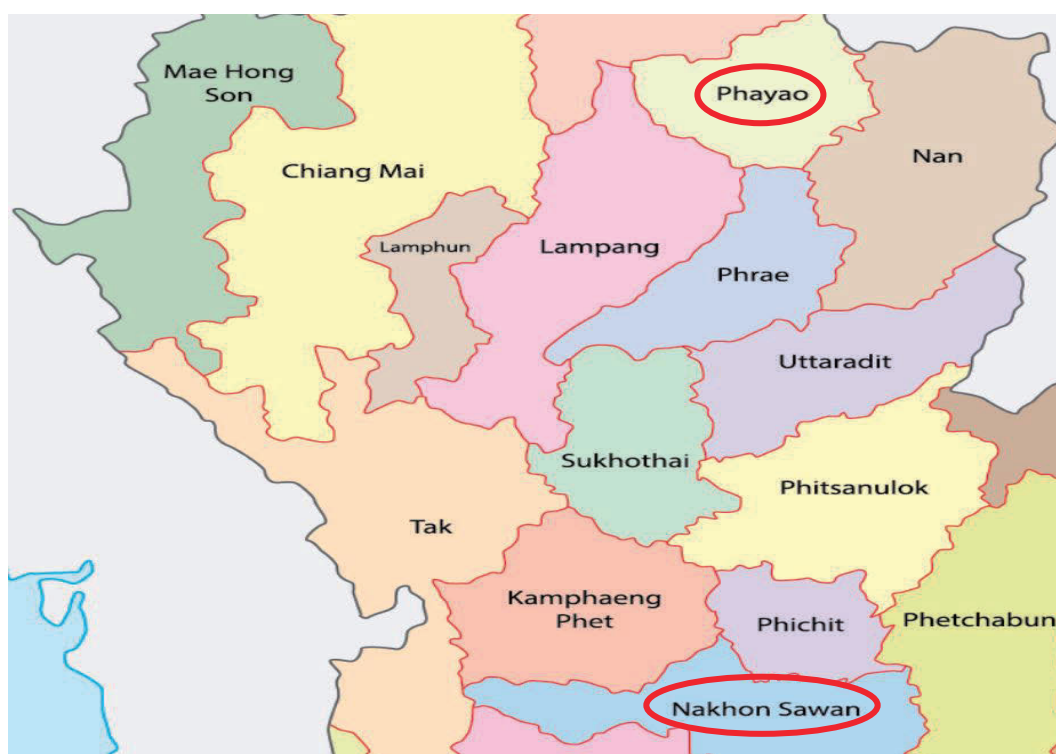 Mae Hong
Son
Phayao
Nan
Chiang Mai
Lamphun
Lampang
Phrae
Uttaradit
Sukhothai
Phitsanulok
Tak
Kamphaeng
Phet
Phichit
Phetchabun
Nakhon Sawan